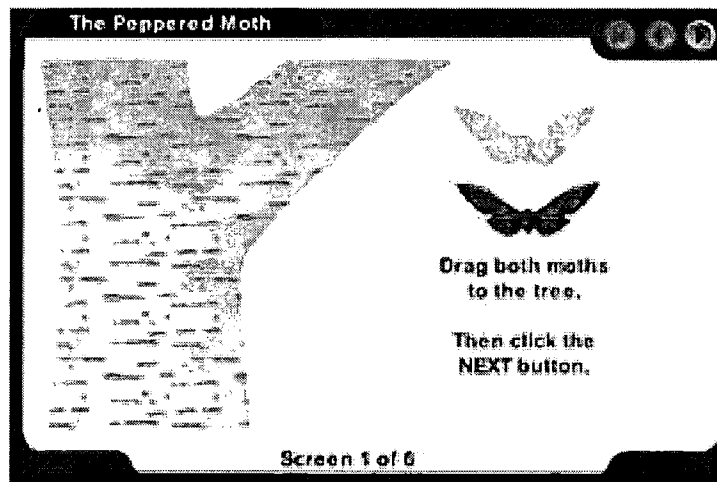 The Peppered Moth
Drag both moths
to the tree.
Then click the
NEXT button.
Screen 1 of 6